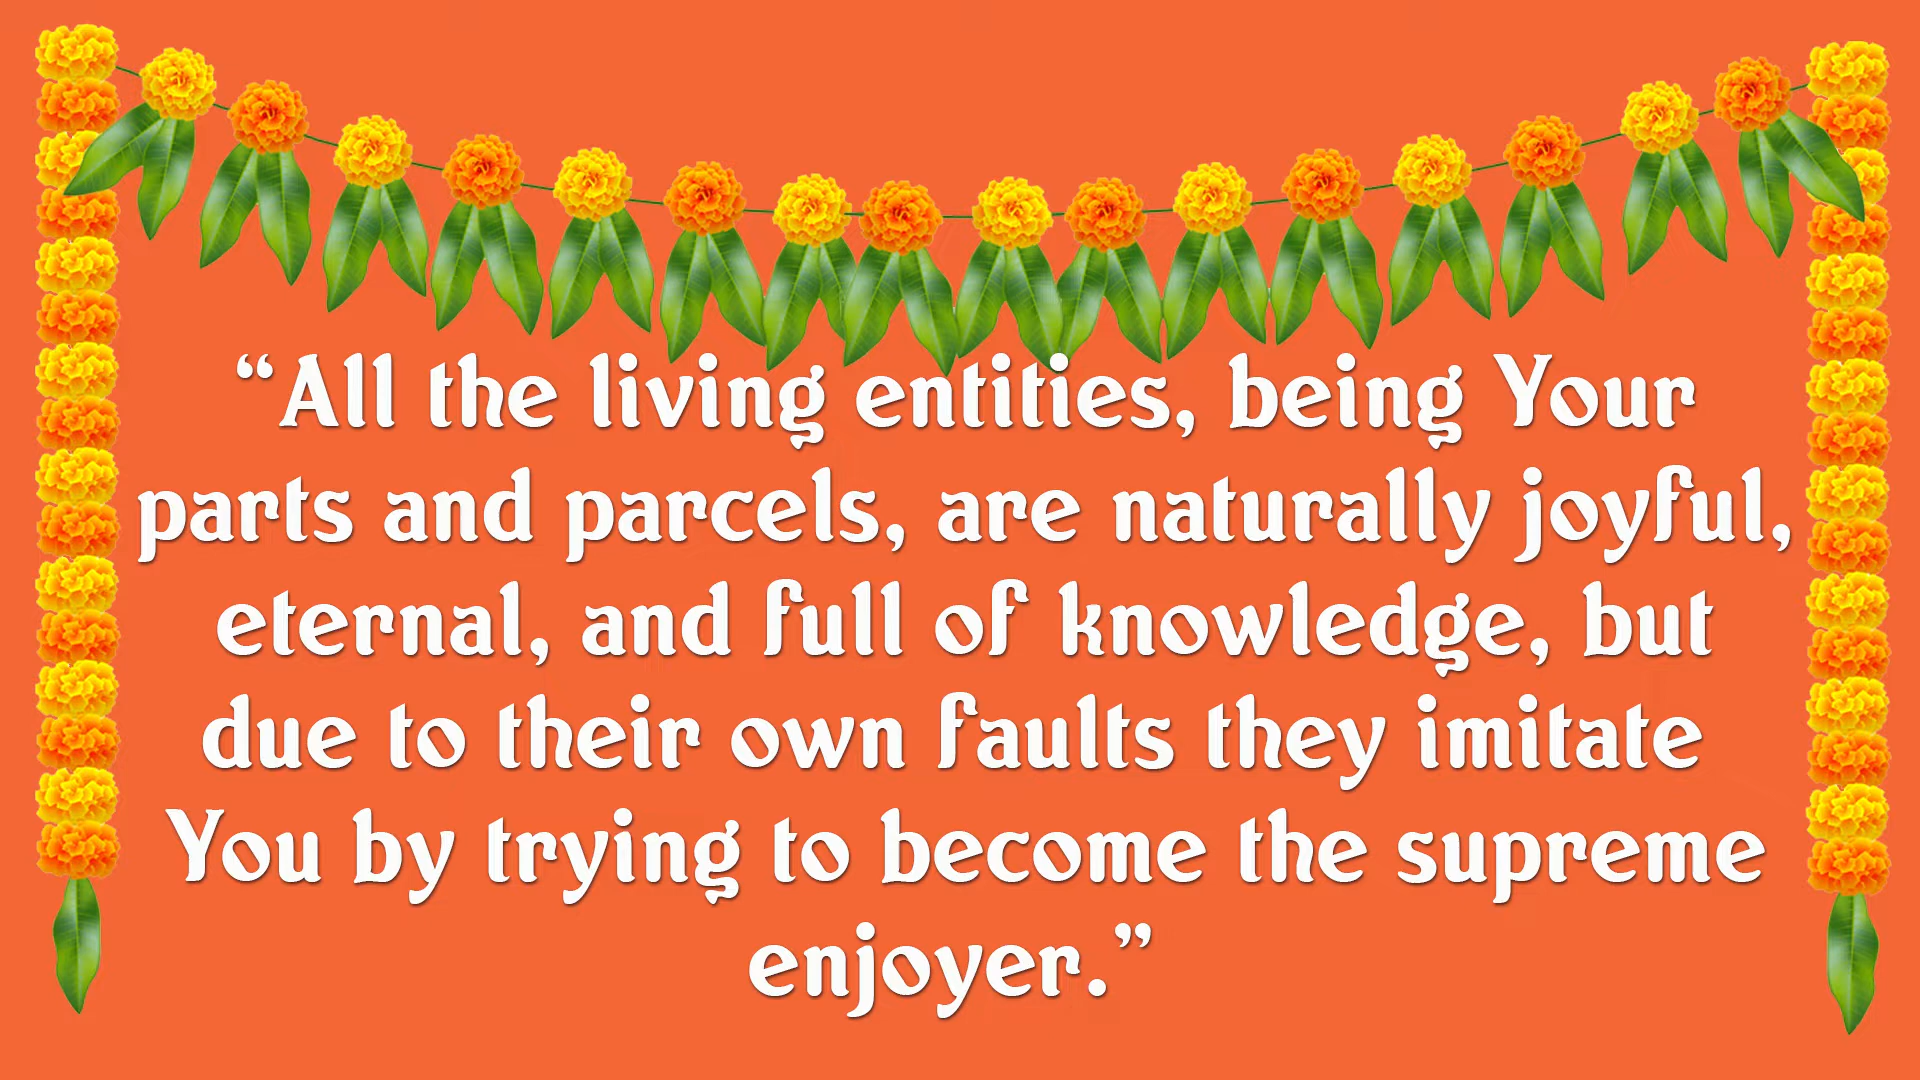 “All the living entities, being Your
parts and parcels, are naturally joyful,
eternal, and full of knowledge, but
due to their own faults they imitate
You by trying to become the supreme
enjoyer.”